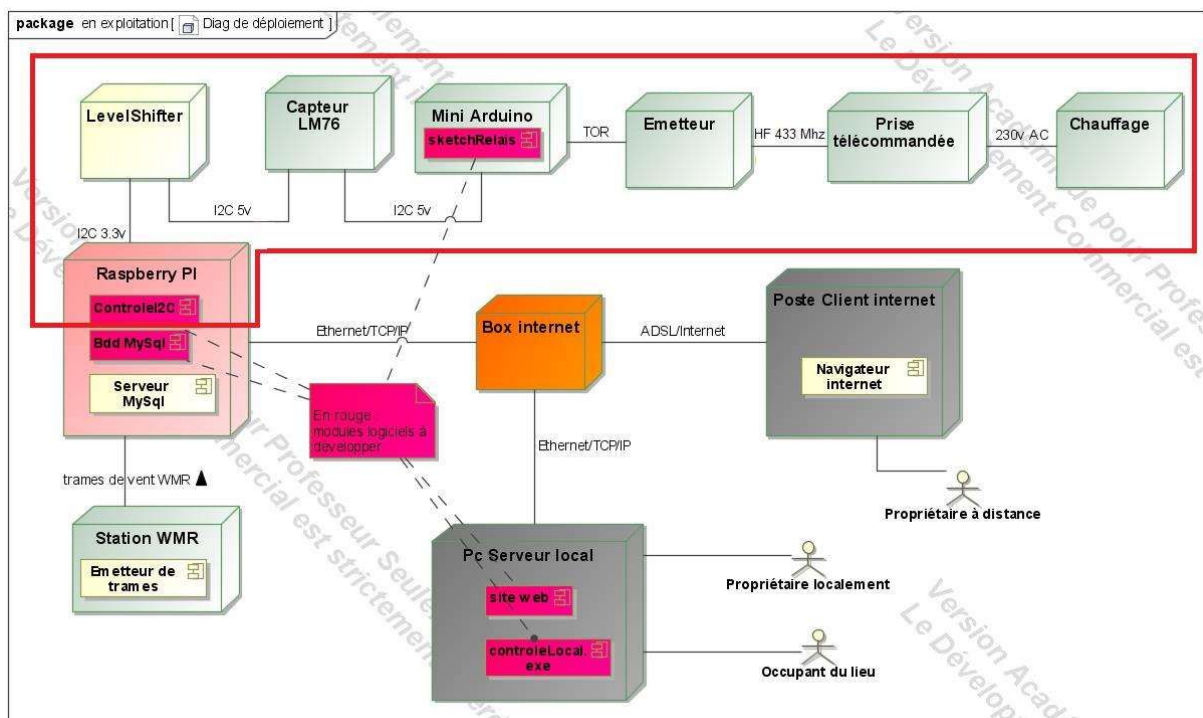 package en exploitation [ Diag de déploiement ]
LevelShifter
Capteur
LM76
Mini Arduino
sketchRelais
TOR
Emetteur
HF 433 Mhz
Prise
télécommandée
230v AC
Chauffage
I2C 5v
I2C 5v
I2C 3.3v
Raspberry PI
ControleI2C
Bdd MySql
Serveur
MySql
Ethernet/TCP/IP
Box internet
ADSL/Internet
Poste Client internet
Navigateur
internet
En rouge
modules logiciels à
développer
Ethernet/TCP/IP
trames de vent WMR
Station WMR
Emetteur de
trames
Pc Serveur local
site web
controleLocal.
exe
Propriétaire à distance
Propriétaire localement
Occupant du lieu